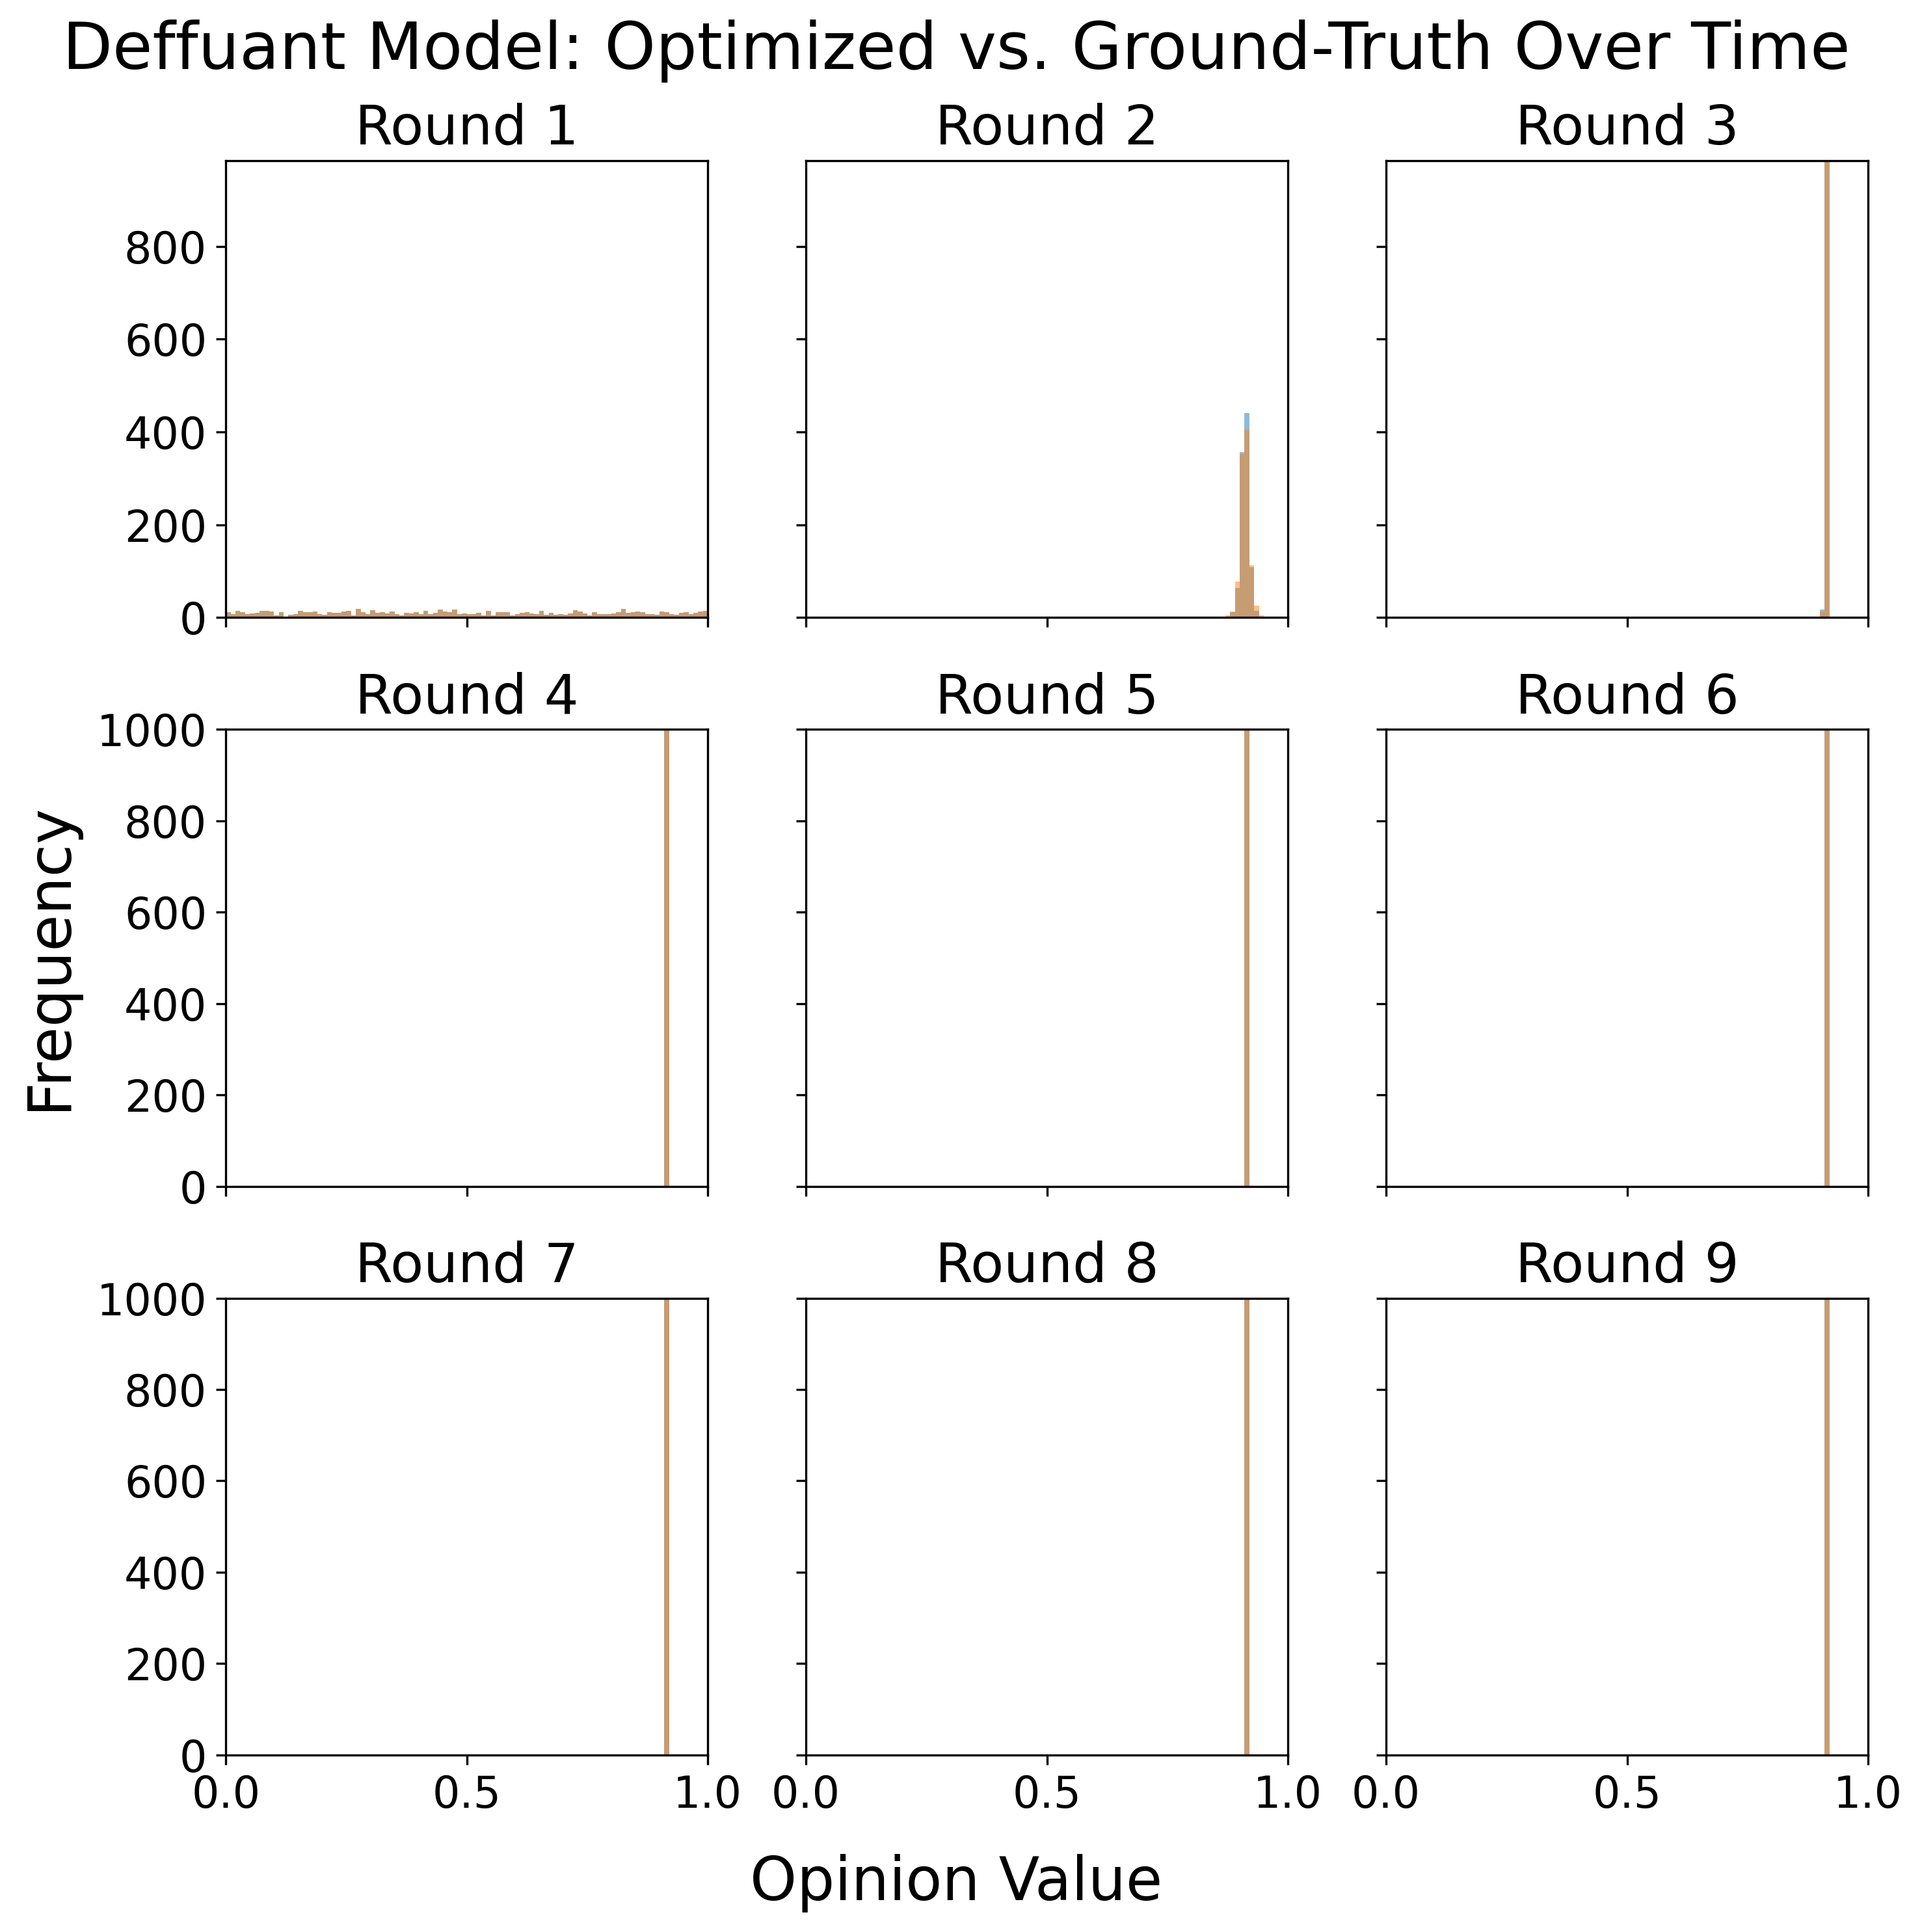 Deffuant Model: Optimized vs. Ground-Truth Over Time
Round 1
Round 2
Round 3
800
600
400
200
0
Round 4
Round 5
Round 6
1000
800
600
400
200
0
Round 7
Round 8
Round 9
1000
800
600
400
200
0
0.0 0.5 1.0
0.0 0.5 1.0
0.0 0.5 1.0
Frequency
Opinion Value